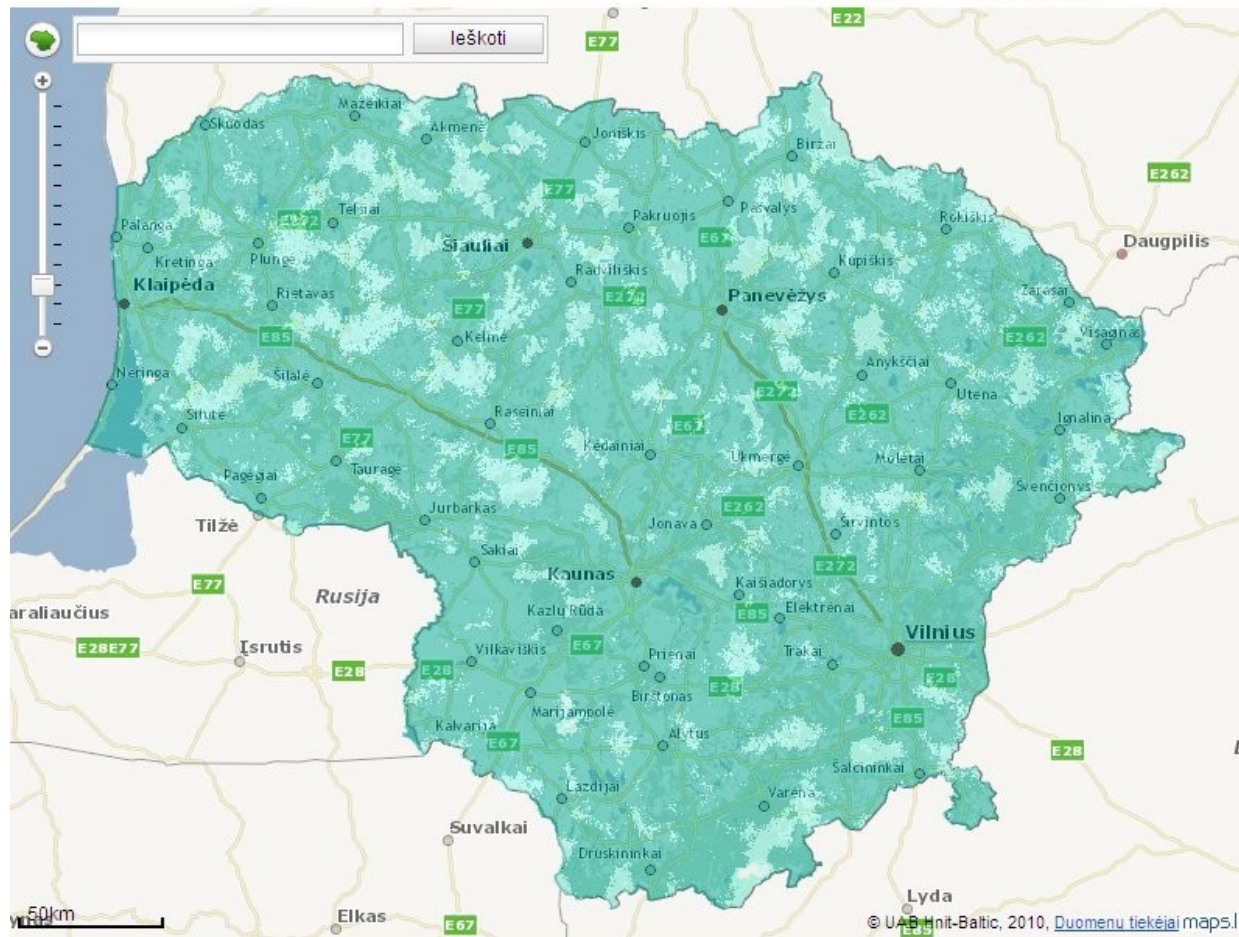 Ieškoti
E22
E77
Mažeikiai
Skuodas
Akmenė
Joniškis
Biržai
E262
E77
Telšiai
Pašvalys
Pakruojis
Rokiškis
Palanga
Šiauliai
E67
Daugpilis
Kretinga
Plungė
Radviliškis
Kupiškis
Klaipėda
Rietavas
E77
Panevėžys
Zarasai
E85
Kelmė
E262
Visaginas
Neringa
Šilalė
Anykščiai
E272
Utena
Šilutė
Raseiniai
E262
E67
Ignalina
E77
E85
Kėdainiai
Ukmergė
Molėtai
Pagėgiai
Tauragė
Švenčionys
Tilžė
Jurbarkas
Jonava
E262
Širvintos
Šakiai
E272
E77
Rusija
Kaunas
Kaišiadorys
araliaučius
Kazlų Rūda
E85
Elektrėnai
E28E77
Įsrutis
E67
Vilnius
E28
Vilkaviškis
E28
Prienai
Trakai
Birštonas
E28
E28
Marijampolė
Kalvarija
E85
E67
Alytus
E28
Šalčininkai
Lazdijai
Varėna
Suvalkai
Druskininkai
Lyda
50km
Elkas
E67
E85
© UAB Hnit-Baltic, 2010, Duomenų tiekėjai maps.l